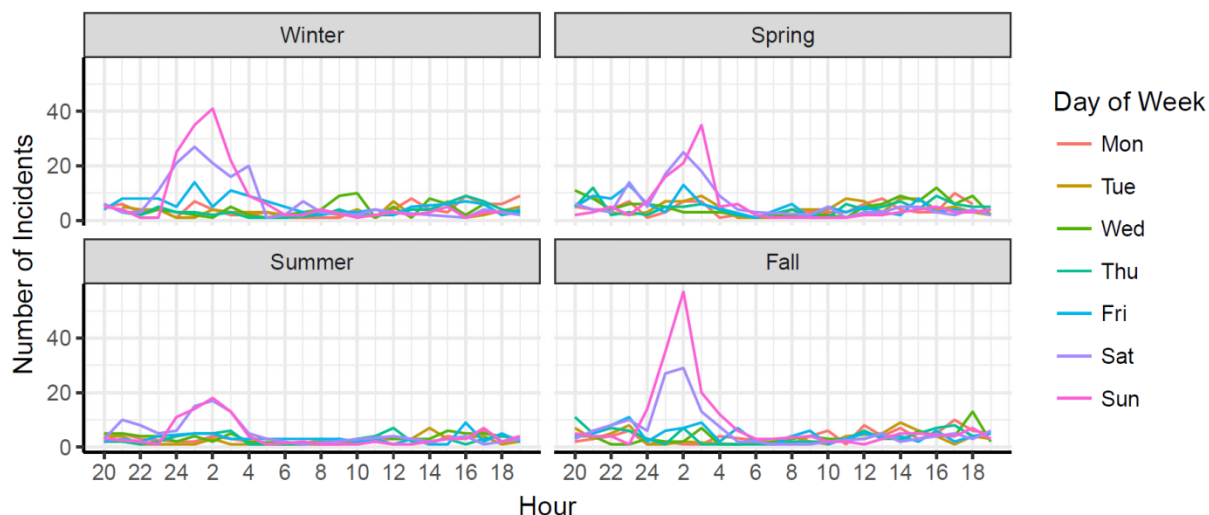 Winter
Spring
Number of Incidents
40
20
0
Summer
Fall
40
20
0
20 22 24 2 4 6 8 10 12 14 16 18
20 22 24 2 4 6 8 10 12 14 16 18
Hour
Day of Week
Mon
Tue
Wed
Thu
Fri
Sat
Sun